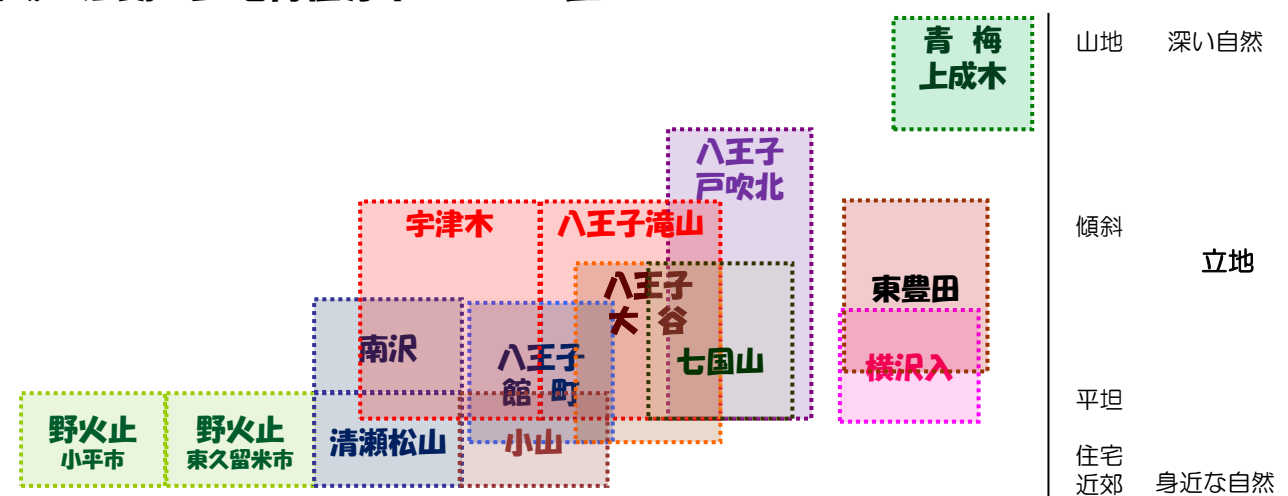 青 梅
上成木
山地 深い自然
八王子
戸吹北
宇津木
八王子滝山
傾斜
立地
八王子
大 谷
東豊田
南沢
八王子
館 町
七国山
横沢入
平坦
野火止
小平市
野火止
東久留米市
清瀬松山
小山
住宅
近郊 身近な自然